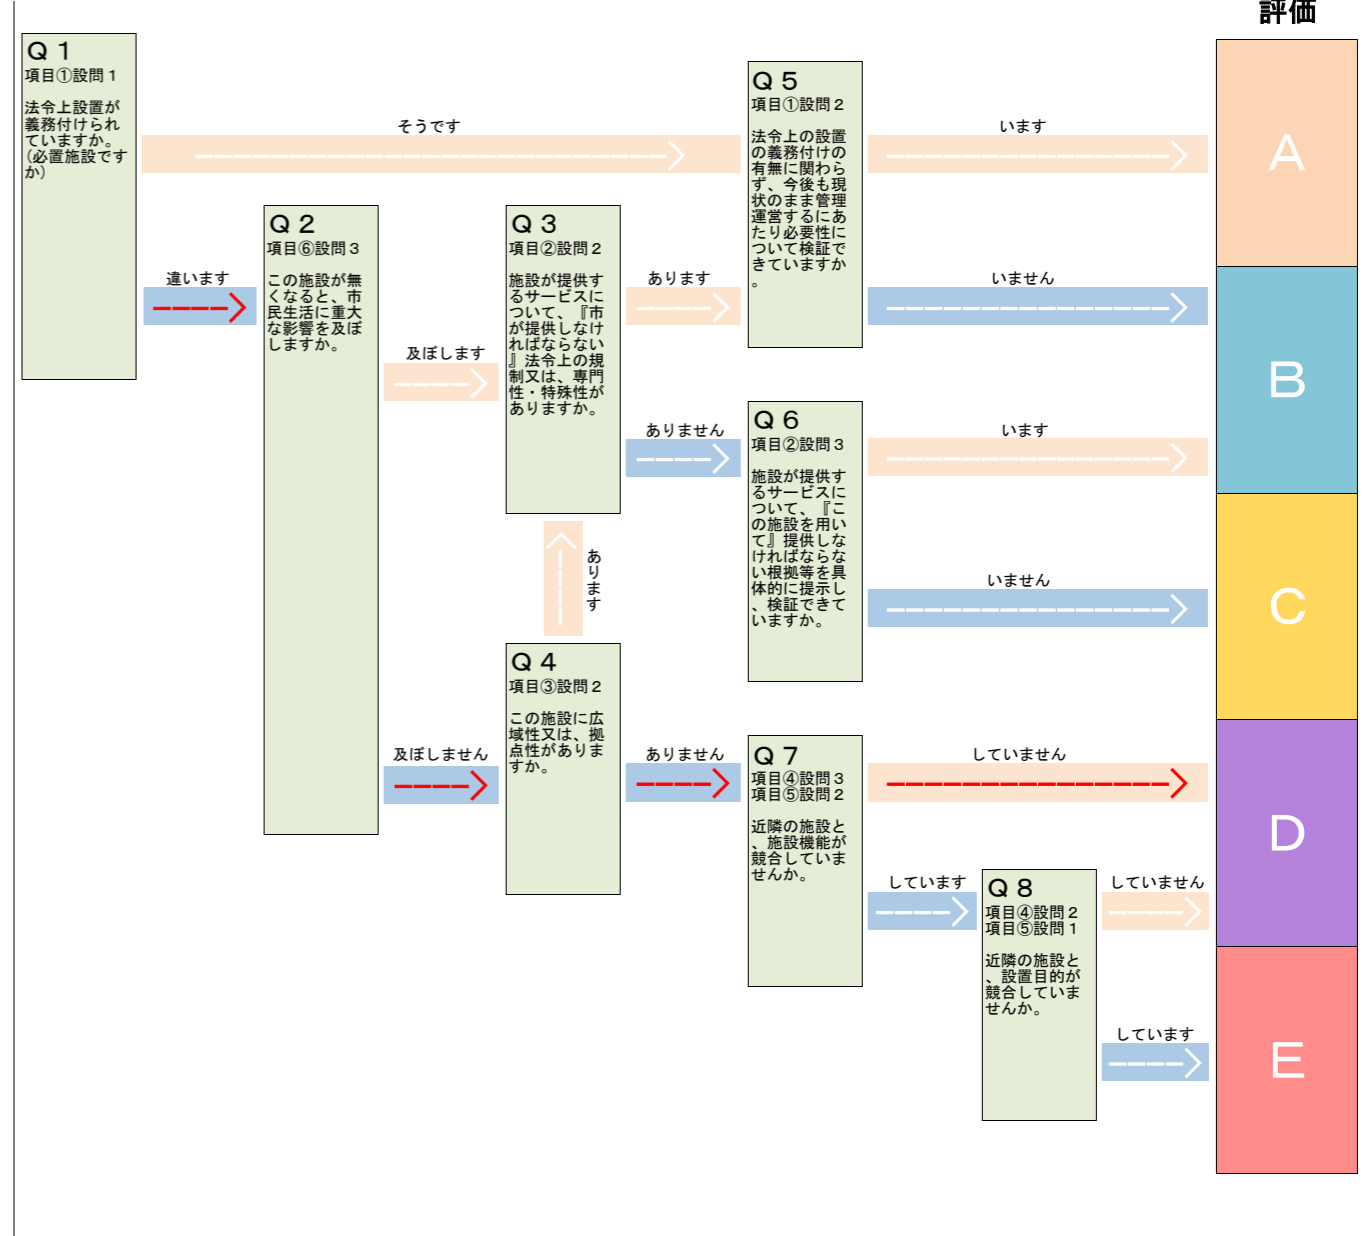 評価
Q１
項目①設問１
法令上設置が
義務付けられ
ていますか。
(必置施設です
か)
そうです
違います
Q２
項目⑥設問３
この施設が無
くなると、市
民生活に重大
な影響を及ぼ
しますか。
及ぼします
及ぼしません
Q３
項目②設問２
施設が提供す
るサービスに
ついて、『市
が提供しなけ
ればならない
』法令上の規
制又は、専門
性・特殊性が
ありますか。
あります
ありません
あります
Q４
項目③設問２
この施設に広
域性又は、拠
点性がありま
すか。
ありません
Q５
項目①設問２
法令上の設置
の義務付けの
有無に関わら
ず、今後も現
状のまま管理
運営するにあ
たり必要性に
ついて検証で
きていますか
。
います
いません
Q６
項目②設問３
施設が提供す
るサービスに
ついて、『こ
の施設を用い
て』提供しな
ければならな
い根拠等を具
体的に提示し
、検証できて
いますか。
います
いません
Q７
項目④設問３
項目⑤設問２
近隣の施設と
、施設機能が
競合していま
せんか。
していません
しています
Q８
項目④設問２
項目⑤設問１
近隣の施設と
、設置目的が
競合していま
せんか。
していません
しています
A
B
C
D
E